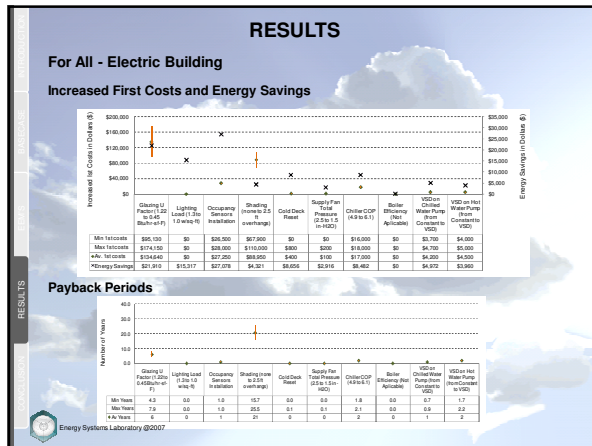 RESULTS
INTRODUCTION
BASECASE
EEM'S
RESULTS
CONCLUSION
For All - Electric Building
Increased First Costs and Energy Savings
Increased Ist Costs in Dollars ($)
$200,000
$160,000
$120,000
$80,000
$40,000
$0
$35,000
$30,000
$25,000
$20,000
$15,000
$10,000
$5,000
$0
Energy Savings in Dollars ($)
Glazing U Factor (1.22 to 0.45 Btu/hr-sf-F)
Lighting Load (1.3 to 1.0 w/sq-ft)
Occupancy Sensors Installation
Shading (none to 2.5 ft overhang)
Cold Deck Reset
Supply Fan Total Pressure (2.5 to 1.5 in-H2O)
Chiller COP (4.9 to 6.1)
Boiler Efficiency (Not Aplicable)
VSD on Chilled Water Pump (from Constant to VSD)
VSD on Hot Water Pump (from Constant to VSD)
Min 1st costs $95,130 $0 $26,500 $67,900 $0 $0 $16,000 $0 $3,700 $4,000
Max 1st costs $174,150 $0 $28,000 $110,000 $800 $200 $18,000 $0 $4,700 $5,000
Av. 1st costs $134,640 $0 $27,250 $88,950 $400 $100 $17,000 $0 $4,200 $4,500
Energy Savings $21,910 $15,317 $27,078 $4,321 $8,656 $2,916 $8,482 $0 $4,972 $3,960
Payback Periods
Number of Years
40.0
30.0
20.0
10.0
0.0
Glazing U Factor (1.22 to 0.45Btu/hr-sf-F)
Lighting Load (1.3 to 1.0 w/sq-ft)
Occupancy Sensors Installation
Shading (none to 2.5 ft overhang)
Cold Deck Reset
Supply Fan Total Pressure (2.5 to 1.5 in-H2O)
Chiller COP (4.9 to 6.1)
Boiler Efficiency (Not Aplicable)
VSD on Chilled Water Pump (from Constant to VSD)
VSD on Hot Water Pump (from Constant to VSD)
Min Years 4.3 0.0 1.0 15.7 0.0 0.0 1.8 0.0 0.7 1.7
Max Years 7.9 0.0 1.0 25.5 0.1 0.1 2.1 0.0 0.9 2.2
Av Years 6 0 1 21 0 0 2 0 1 2
Energy Systems Laboratory @2007